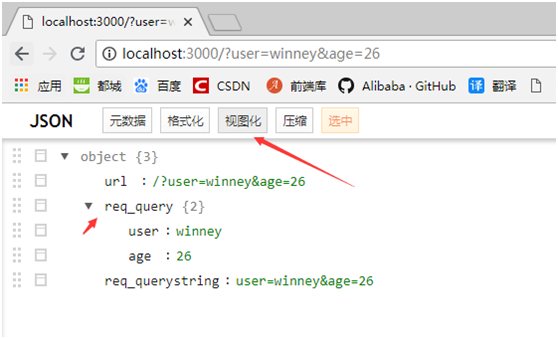 localhost:3000/?user=w
localhost:3000/?user=winney&age=26
应用 都城 百度 C CSDN 前端库 Alibaba · GitHub 译 翻译
JSON 元数据 格式化 视图化 压缩 选中
object {3}
url : /?user=winney&age=26
req_query {2}
user : winney
age : 26
req_querystring : user=winney&age=26